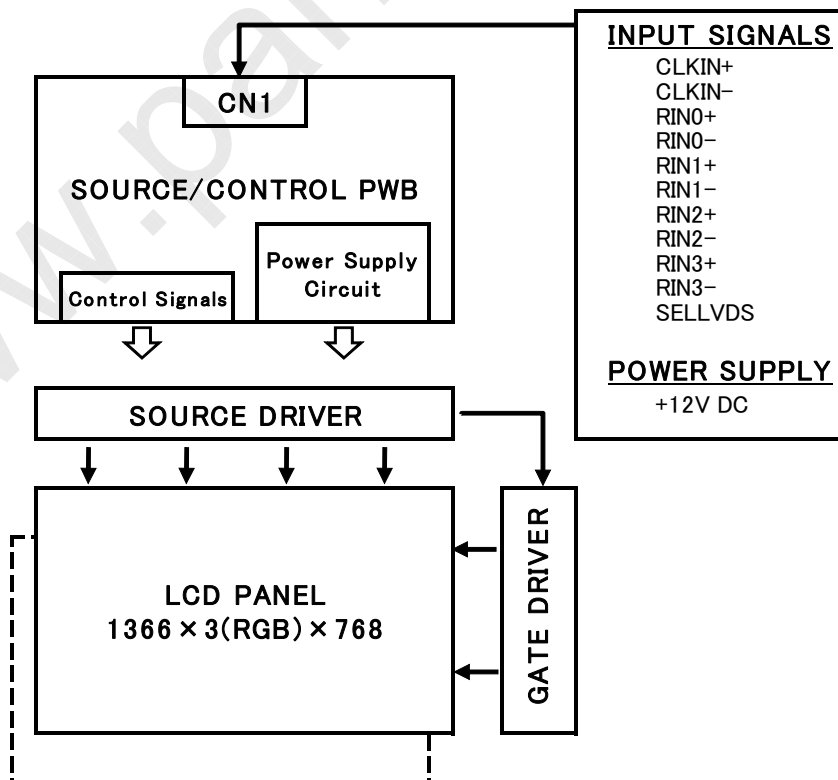 INPUT SIGNALS
CLKIN+
CLKIN−
RIN0+
RIN0−
RIN1+
RIN1−
RIN2+
RIN2−
RIN3+
RIN3−
SELLVDS
POWER SUPPLY
+12V DC
CN1
SOURCE/CONTROL PWB
Power Supply
Circuit
Control Signals
SOURCE DRIVER
LCD PANEL
1366×3(RGB)×768
GATE DRIVER
w.pan